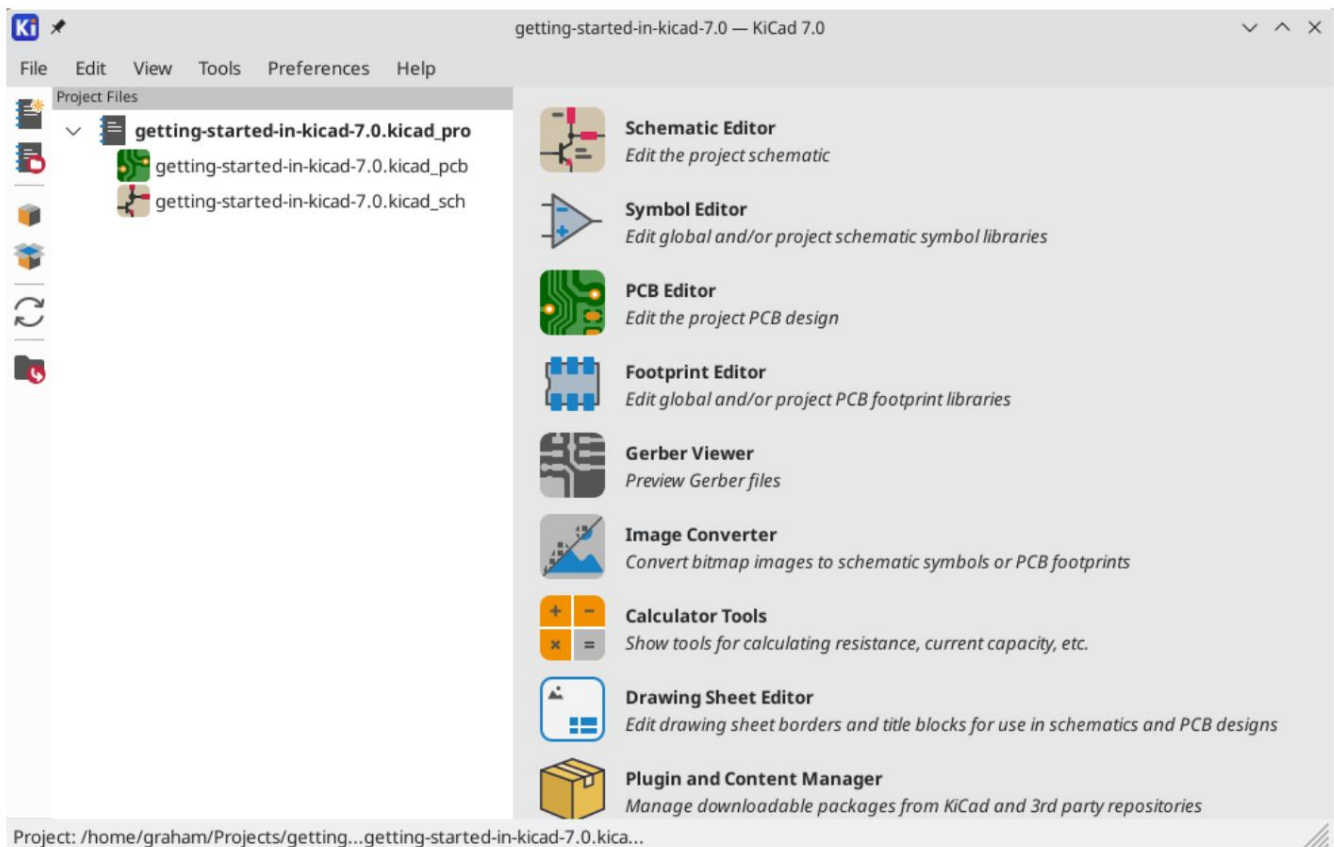 Ki
getting-started-in-kicad-7.0 — KiCad 7.0
File Edit View Tools Preferences Help
Project Files
getting-started-in-kicad-7.0.kicad_pro
getting-started-in-kicad-7.0.kicad_pcb
getting-started-in-kicad-7.0.kicad_sch
Schematic Editor
Edit the project schematic
Symbol Editor
Edit global and/or project schematic symbol libraries
PCB Editor
Edit the project PCB design
Footprint Editor
Edit global and/or project PCB footprint libraries
Gerber Viewer
Preview Gerber files
Image Converter
Convert bitmap images to schematic symbols or PCB footprints
Calculator Tools
Show tools for calculating resistance, current capacity, etc.
Drawing Sheet Editor
Edit drawing sheet borders and title blocks for use in schematics and PCB designs
Plugin and Content Manager
Manage downloadable packages from KiCad and 3rd party repositories
Project: /home/graham/Projects/getting...getting-started-in-kicad-7.0.kica...